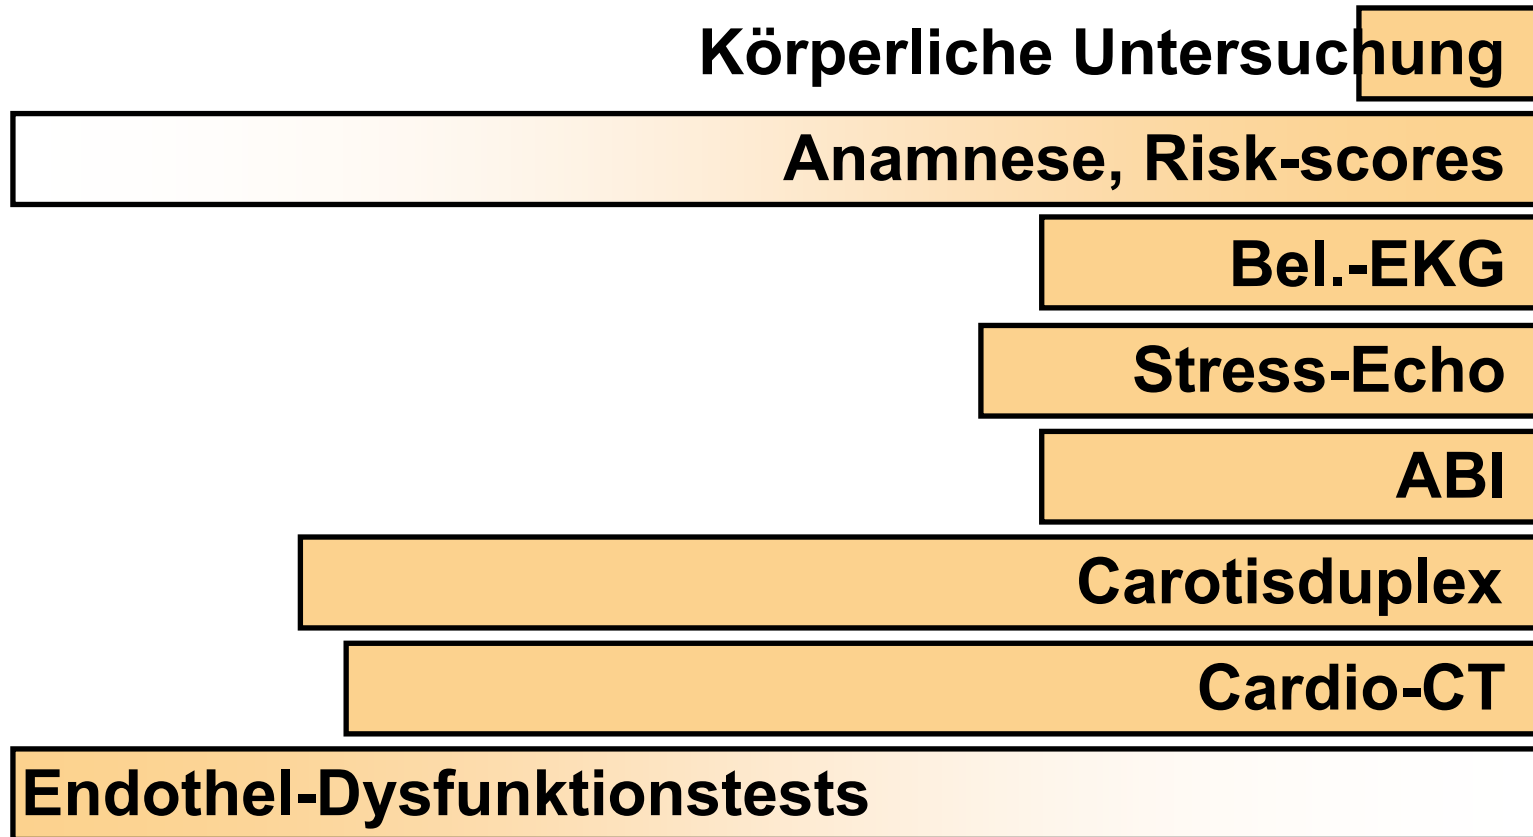 Körperliche Untersuchung
Anamnese, Risk-scores
Bel.-EKG
Stress-Echo
ABI
Carotisduplex
Cardio-CT
Endothel-Dysfunktionstests